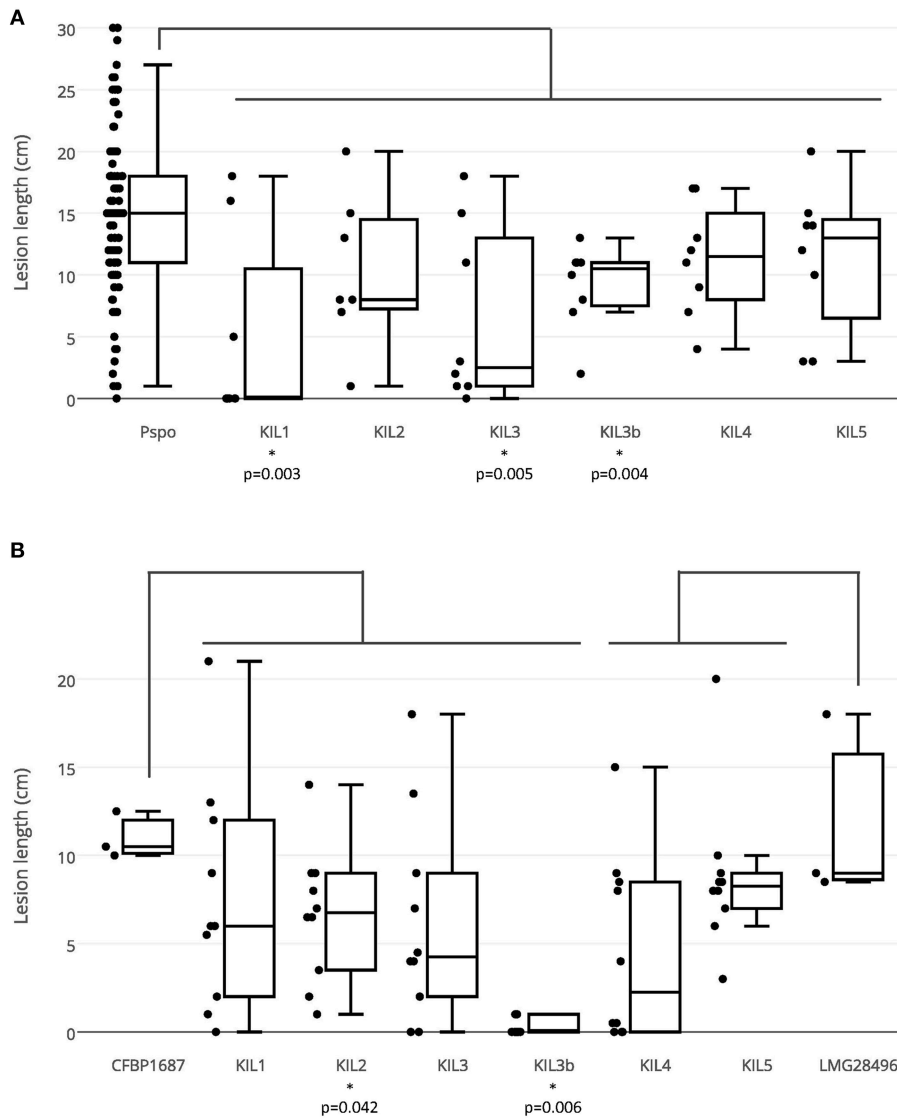 A
30
25
20
15
10
5
0
Lesion length (cm)
Pspo KIL1 KIL2 KIL3 KIL3b KIL4 KIL5
* * *
p=0.003 p=0.005 p=0.004
B
20
15
10
5
0
Lesion length (cm)
CFBP1687 KIL1 KIL2 KIL3 KIL3b KIL4 KIL5 LMG28496
* *
p=0.042 p=0.006